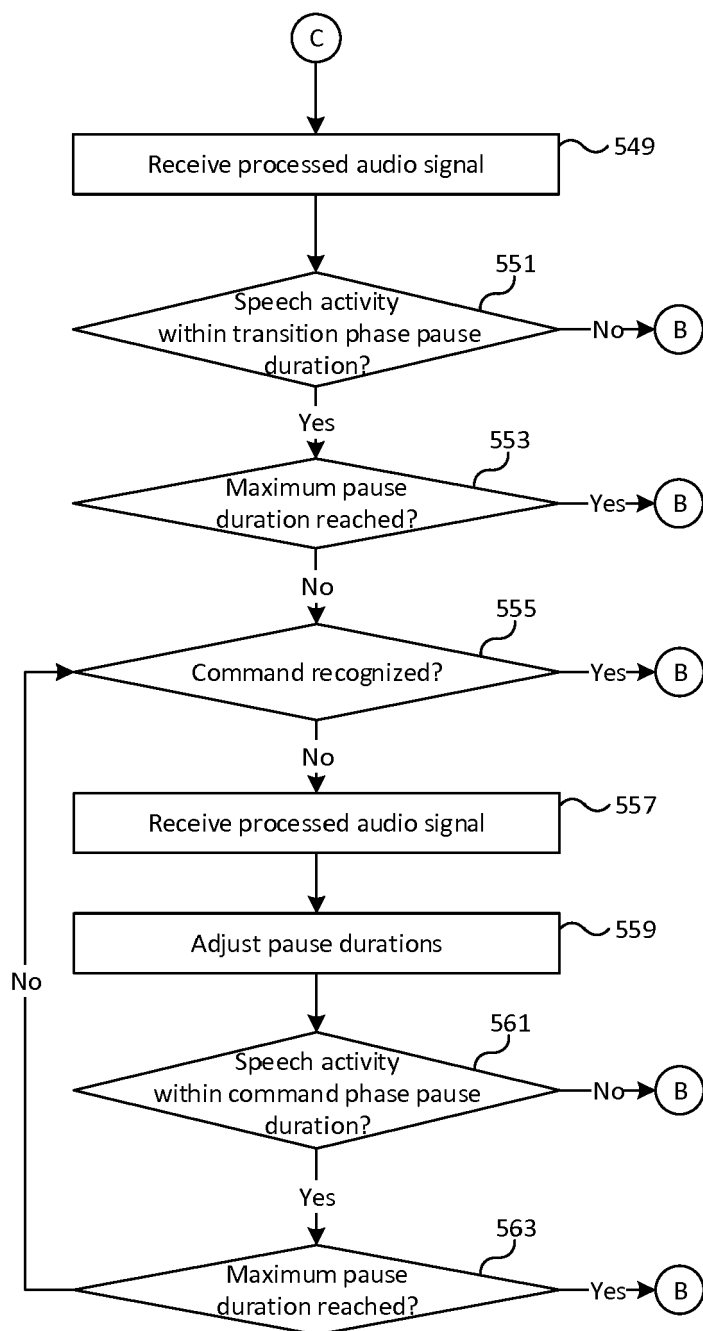 C
Receive processed audio signal
549
551
Speech activity
within transition phase pause
duration?
No
B
Yes
553
Maximum pause
duration reached?
Yes
B
No
555
Command recognized?
Yes
B
No
557
Receive processed audio signal
559
Adjust pause durations
No
561
Speech activity
within command phase pause
duration?
No
B
Yes
563
Maximum pause
duration reached?
Yes
B